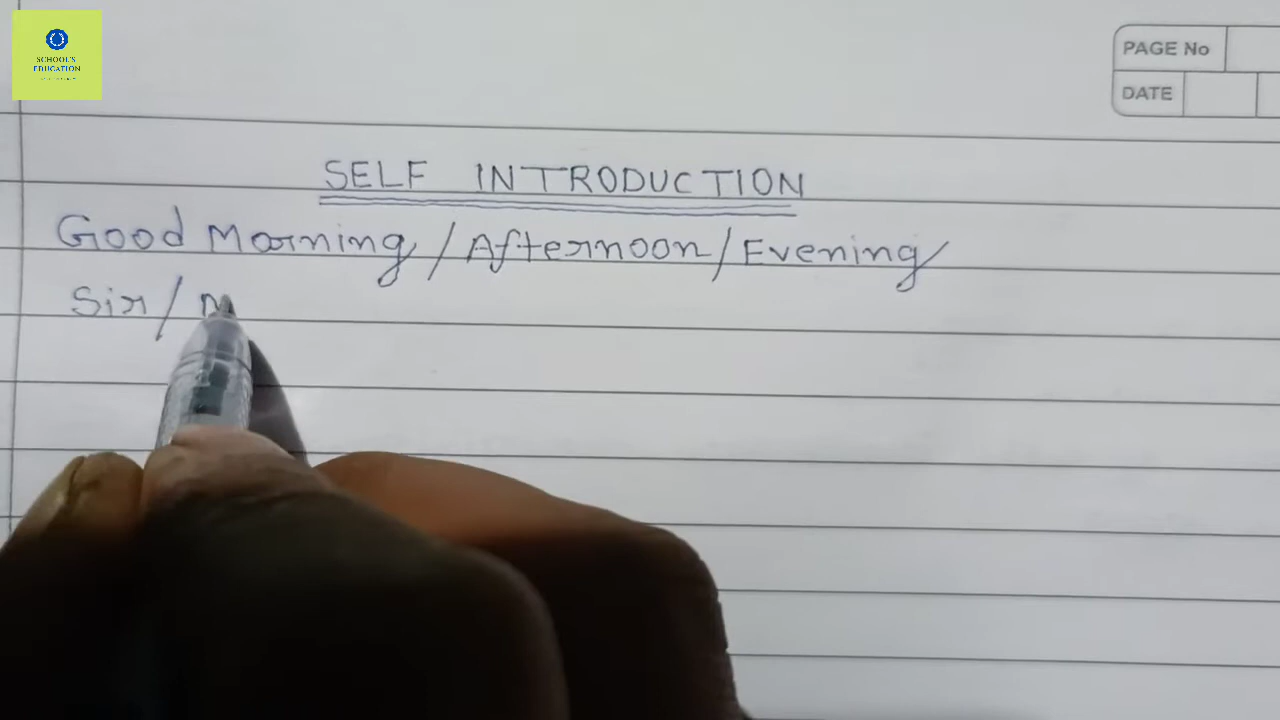 SCHOOL'S
EDUCATION
PAGE No
DATE
SELF INTRODUCTION
Good Morning / Afternoon / Evening
Sir / M